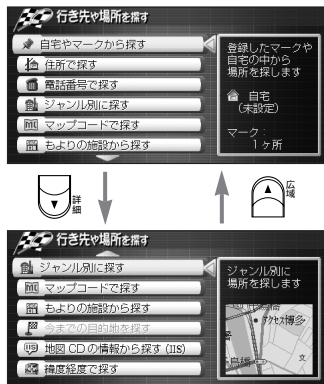 行き先や場所を探す
自宅やマークから探す
住所で探す
電話番号で探す
ジャンル別に探す
マップコードで探す
もよりの施設から探す
登録したマークや
自宅の中から
場所を探します
自宅
(未設定)
マーク:
1ヶ所
詳細
広域
行き先や場所を探す
ジャンル別に探す
マップコードで探す
もよりの施設から探す
今までの目的地を探す
地図CDの情報から探す(IIS)
緯度経度で探す
ジャンル別に
場所を探します
アクセス博多
島橋
文